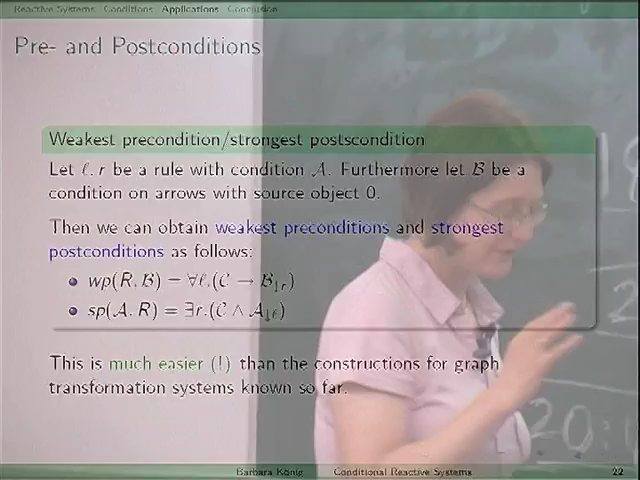 Reactive Systems Conditions Applications Conclusion
Pre- and Postconditions
Weakest precondition/strongest postscondition
Let ℓ, r be a rule with condition 𝒜. Furthermore let ℬ be a
condition on arrows with source object 0.
Then we can obtain weakest preconditions and strongest
postconditions as follows:
• wp(R, ℬ) = ∀ℓ.(𝒞 → ℬ↓r)
• sp(𝒜, R) = ∃r.(𝒞 ∧ 𝒜↓ℓ)
This is much easier (!) than the constructions for graph
transformation systems known so far.
20:0
Barbara König Conditional Reactive Systems 22